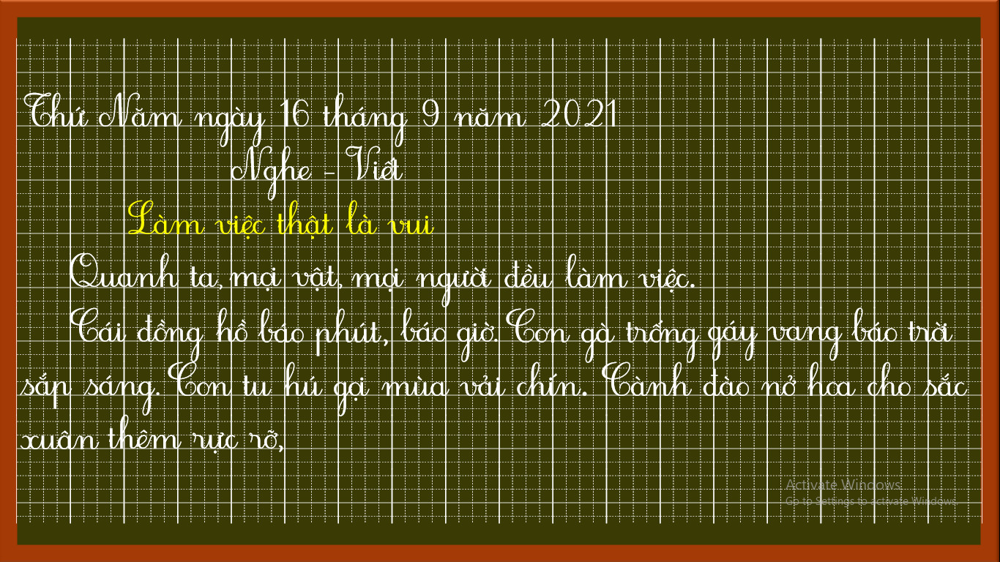 Thứ Năm ngày 16 tháng 9 năm 2021
Nghe - Viết
Làm việc thật là vui
Quanh ta, mọi vật, mọi người đều làm việc.
Cái đồng hồ báo phút, báo giờ. Con gà trống gáy vang báo trời
sắp sáng. Con tu hú gọi mùa vải chín. Cành đào nở hoa cho sắc
xuân thêm rực rỡ,
Activate Windows
Go to Settings to activate Windows.